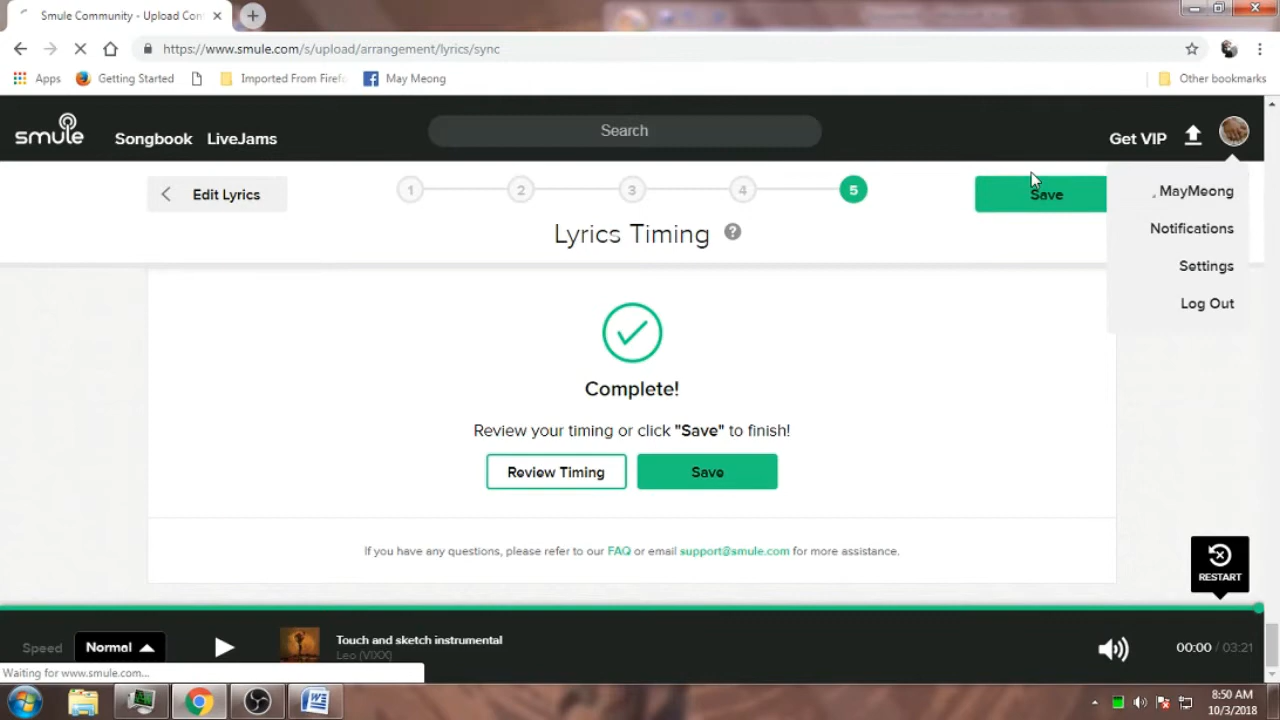 Smule Community - Upload Con
https://www.smule.com/s/upload/arrangement/lyrics/sync
Apps Getting Started Imported From Firefo May Meong Other bookmarks
smule Songbook LiveJams Search Get VIP
Edit Lyrics 1 2 3 4 5 Save
MayMeong
Lyrics Timing ?
Notifications
Settings
Log Out
Complete!
Review your timing or click "Save" to finish!
Review Timing Save
If you have any questions, please refer to our FAQ or email support@smule.com for more assistance.
RESTART
Speed Normal Touch and sketch instrumental
Leo (VIXX)
00:00 / 03:21
Waiting for www.smule.com...
8:50 AM
10/3/2018